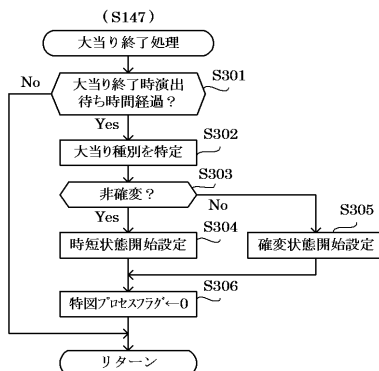 (S147)
大当り終了処理
S301
No
大当り終了時演出
待ち時間経過？
Yes
S302
大当り種別を特定
S303
非確変？
No
Yes
S304
S305
時短状態開始設定
確変状態開始設定
S306
特図ﾌﾟﾛｾｽﾌﾗｸﾞ←0
リターン